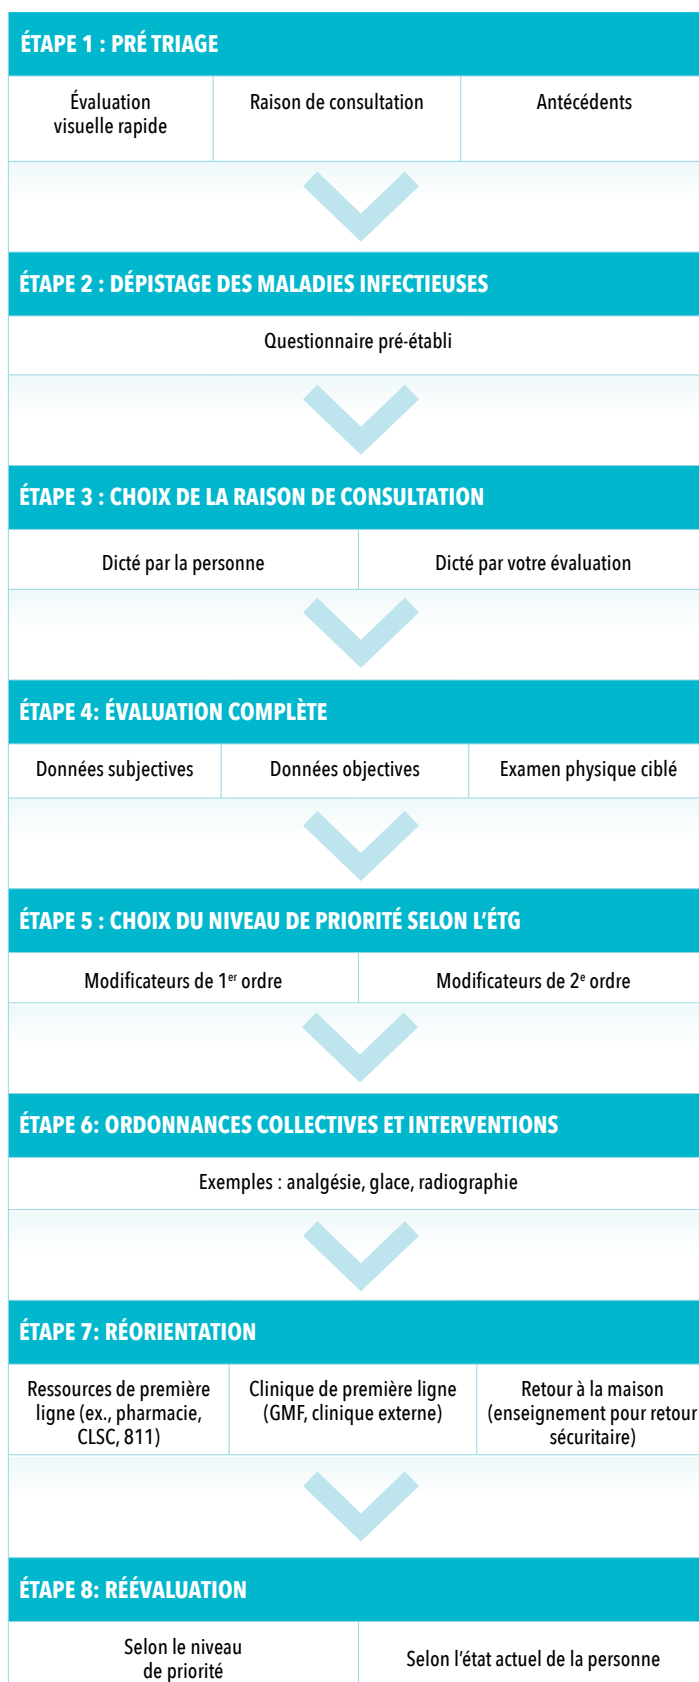 ÉTAPE 1 : PRÉ TRIAGE
Évaluation
visuelle rapide
Raison de consultation
Antécédents
ÉTAPE 2 : DÉPISTAGE DES MALADIES INFECTIEUSES
Questionnaire pré-établi
ÉTAPE 3 : CHOIX DE LA RAISON DE CONSULTATION
Dicté par la personne
Dicté par votre évaluation
ÉTAPE 4: ÉVALUATION COMPLÈTE
Données subjectives
Données objectives
Examen physique ciblé
ÉTAPE 5 : CHOIX DU NIVEAU DE PRIORITÉ SELON L'ÉTG
Modificateurs de 1er ordre
Modificateurs de 2e ordre
ÉTAPE 6: ORDONNANCES COLLECTIVES ET INTERVENTIONS
Exemples : analgésie, glace, radiographie
ÉTAPE 7: RÉORIENTATION
Ressources de première
ligne (ex., pharmacie,
CLSC, 811)
Clinique de première ligne
(GMF, clinique externe)
Retour à la maison
(enseignement pour retour
sécuritaire)
ÉTAPE 8: RÉÉVALUATION
Selon le niveau
de priorité
Selon l'état actuel de la personne